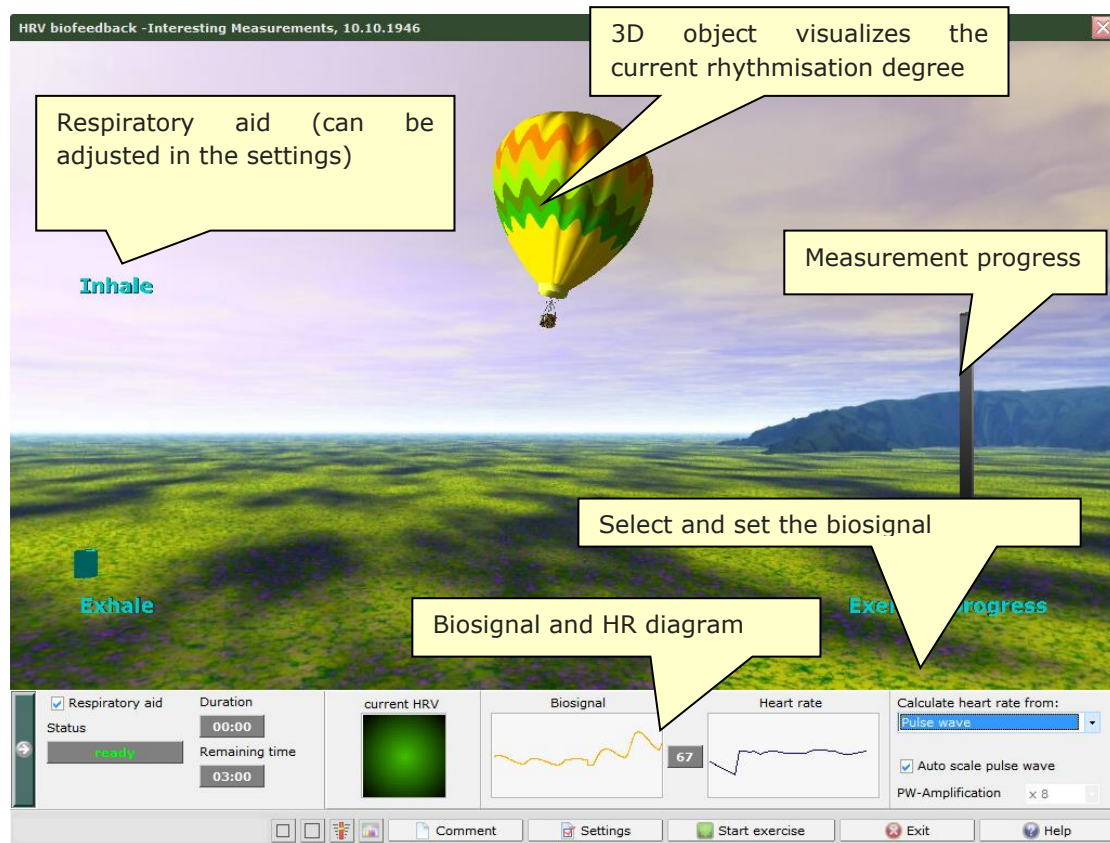 HRV biofeedback -Interesting Measurements, 10.10.1946
3D object visualizes the
current rhythmisation degree
Respiratory aid (can be
adjusted in the settings)
Measurement progress
Inhale
Select and set the biosignal
Exhale
Biosignal and HR diagram
Respiratory aid
Status
ready
Duration
00:00
Remaining time
03:00
current HRV
Biosignal
67
Heart rate
Calculate heart rate from:
Pulse wave
Auto scale pulse wave
PW-Amplification x 8
Comment
Settings
Start exercise
Exit
Help